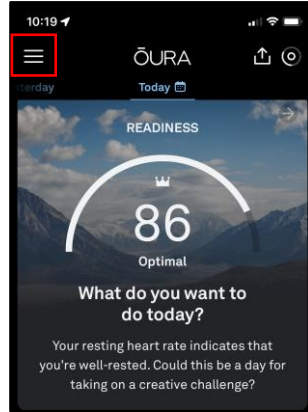 10:19
ŌURA
terday
Today
READINESS
86
Optimal
What do you want to
do today?
Your resting heart rate indicates that
you're well-rested. Could this be a day for
taking on a creative challenge?